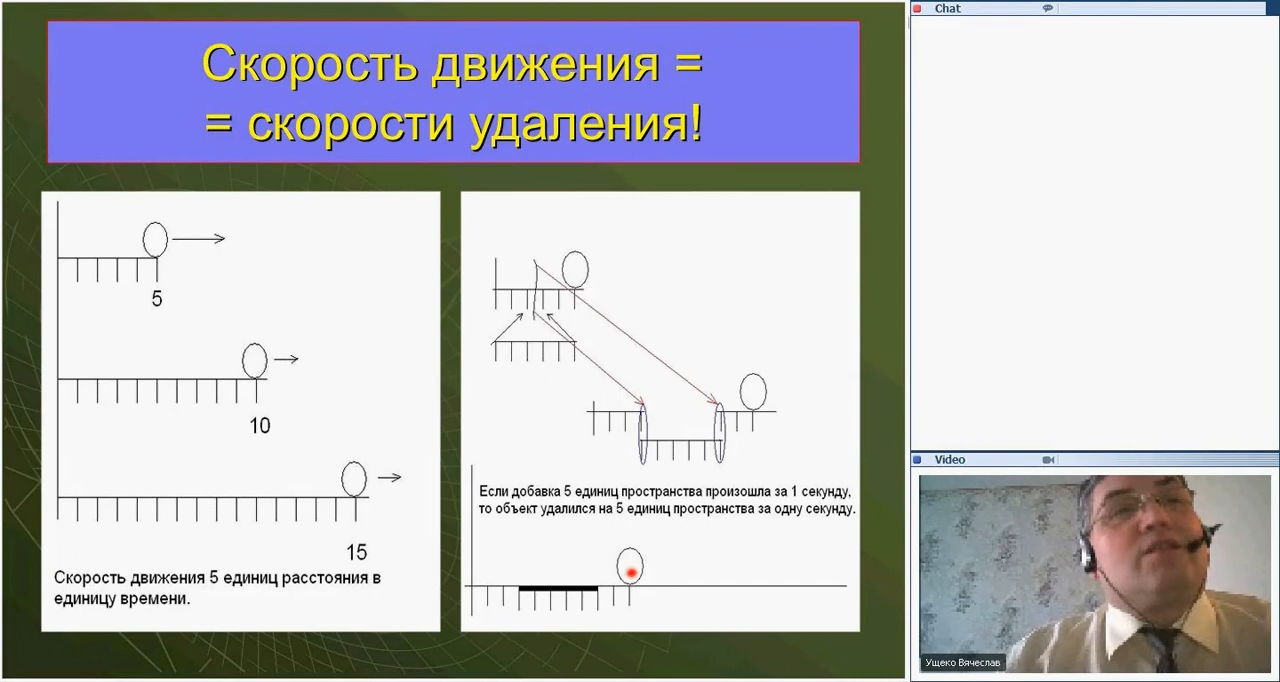 Скорость движения =
= скорости удаления!
5
10
15
Скорость движения 5 единиц расстояния в
единицу времени.
Если добавка 5 единиц пространства произошла за 1 секунду,
то объект удалился на 5 единиц пространства за одну секунду.
Chat
Video
Ущеко Вячеслав